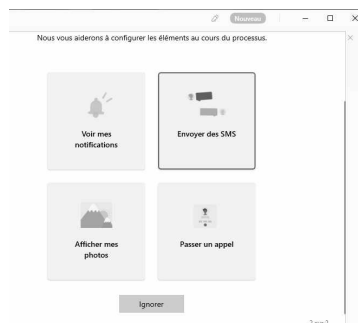 Nouveau
Nous vous aiderons à configurer les éléments au cours du processus.
Voir mes
notifications
Envoyer des SMS
Afficher mes
photos
Passer un appel
Ignorer